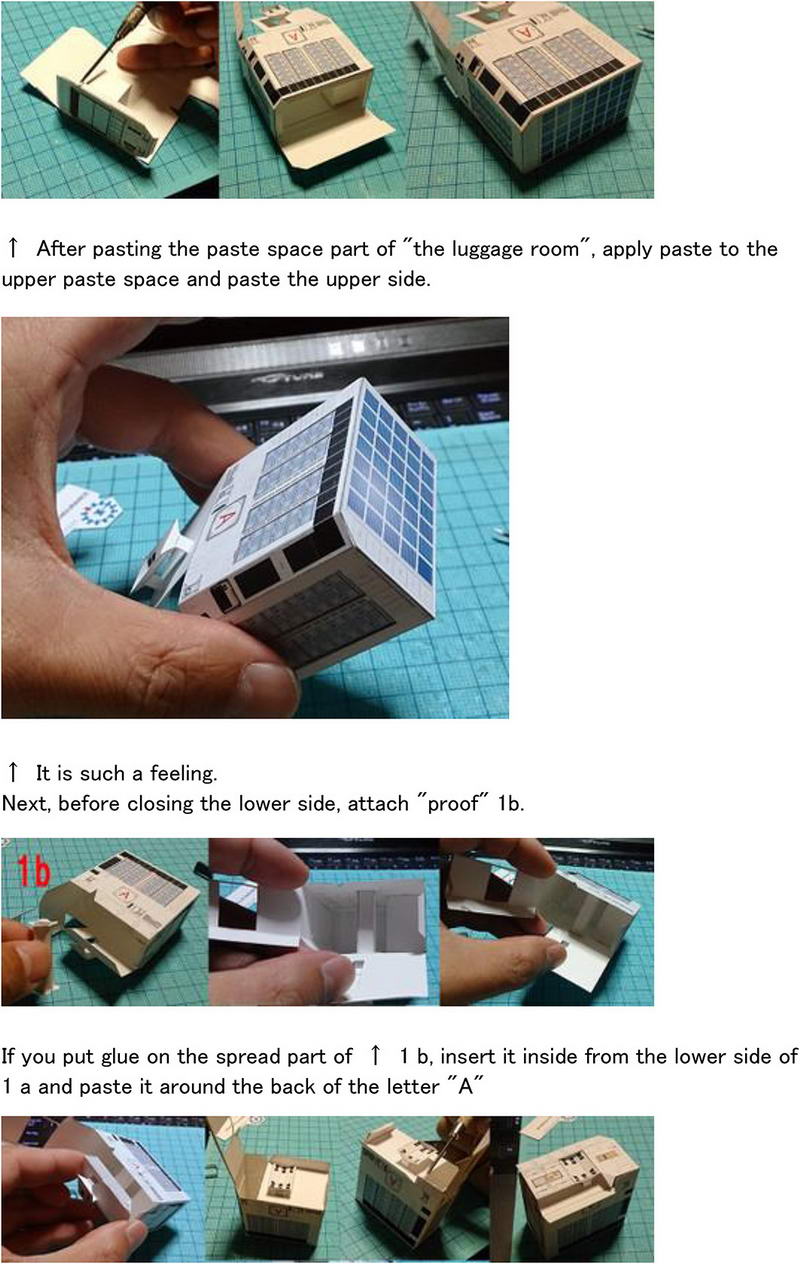 ↑ After pasting the paste space part of "the luggage room", apply paste to the
upper paste space and paste the upper side.
A
↑ It is such a feeling.
Next, before closing the lower side, attach "proof" 1b.
1b
A
If you put glue on the spread part of ↑ 1 b, insert it inside from the lower side of
1 a and paste it around the back of the letter "A"